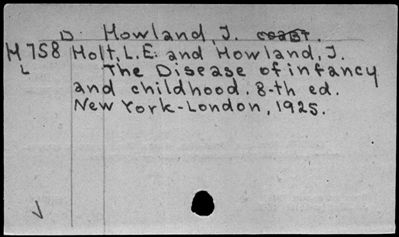 D. Howland, J. coast.
M 758 Holt, L.E. and Howland, J.
L The Disease of infancy
and childhood. 8-th ed.
New York-London, 1925.